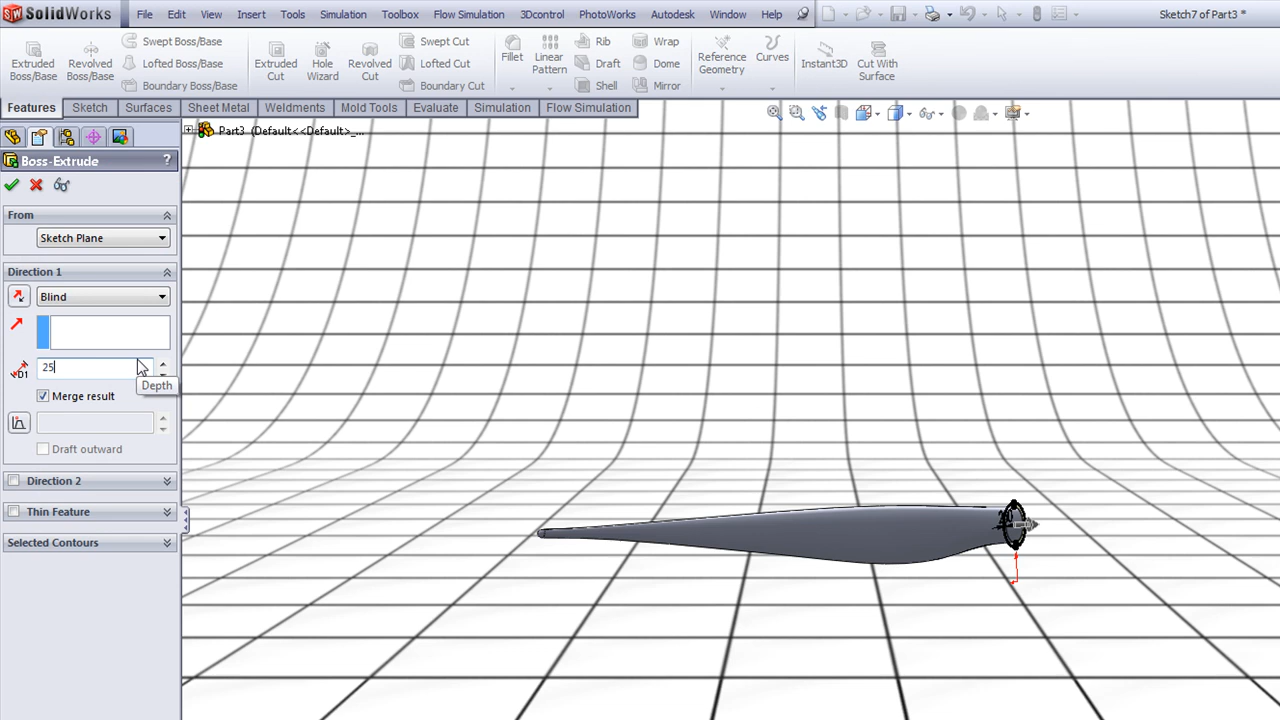 SolidWorks File Edit View Insert Tools Simulation Toolbox Flow Simulation 3Dcontrol PhotoWorks Autodesk Window Help Sketch7 of Part3 *
Extruded Boss/Base
Revolved Boss/Base
Swept Boss/Base
Lofted Boss/Base
Boundary Boss/Base
Extruded Cut
Hole Wizard
Revolved Cut
Swept Cut
Lofted Cut
Boundary Cut
Fillet
Linear Pattern
Rib
Draft
Shell
Wrap
Dome
Mirror
Reference Geometry
Curves
Instant3D
Cut With Surface
Features Sketch Surfaces Sheet Metal Weldments Mold Tools Evaluate Simulation Flow Simulation
Part3 (Default<<Default>_...
Boss-Extrude ?
From
Sketch Plane
Direction 1
Blind
D1 25
Depth
Merge result
Draft outward
Direction 2
Thin Feature
Selected Contours